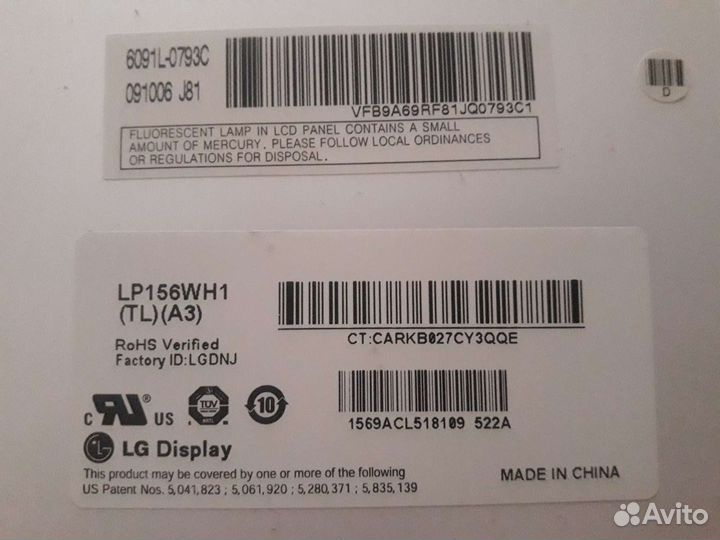 6091L-0793C
091006 J81
VFB9A69RF81JQ0793C1
D
FLUORESCENT LAMP IN LCD PANEL CONTAINS A SMALL
AMOUNT OF MERCURY. PLEASE FOLLOW LOCAL ORDINANCES
OR REGULATIONS FOR DISPOSAL.
LP156WH1
(TL)(A3)
RoHS Verified
Factory ID:LGDNJ
CT:CARKB027CY3QQE
c RU US
TÜV
10
1569ACL518109 522A
LG Display
This product may be covered by one or more of the following
US Patent Nos. 5,041,823 ; 5,061,920 ; 5,280,371 ; 5,835,139
MADE IN CHINA
Avito